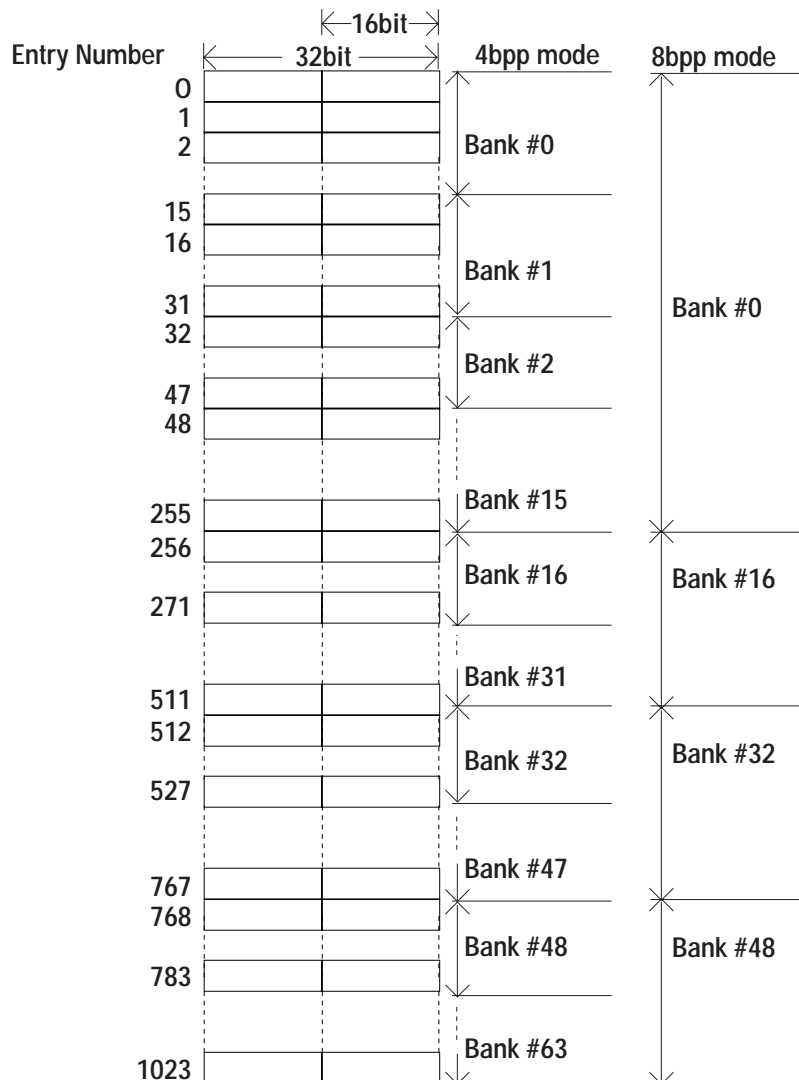 16bit
Entry Number 32bit 4bpp mode 8bpp mode
0
1
2 Bank #0
15
16
Bank #1
31 Bank #0
32
Bank #2
47
48
255 Bank #15
256
Bank #16 Bank #16
271
Bank #31
511
512
Bank #32 Bank #32
527
767 Bank #47
768
Bank #48 Bank #48
783
Bank #63
1023